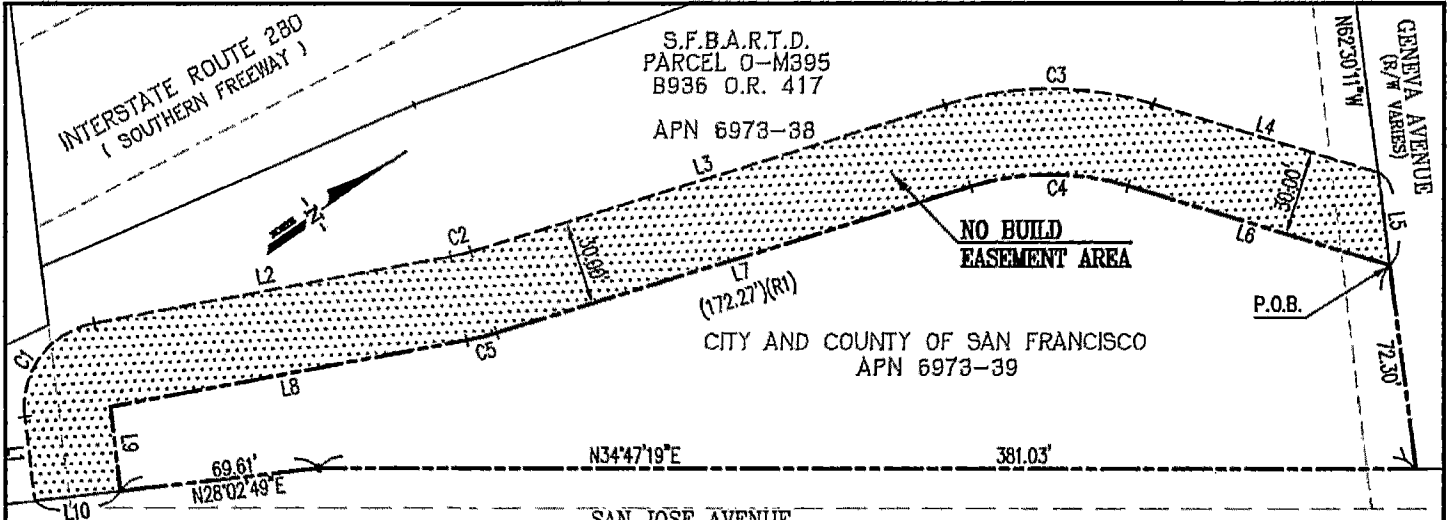 INTERSTATE ROUTE 280
( SOUTHERN FREEWAY )
S.F.B.A.R.T.D.
PARCEL O-M395
B936 O.R. 417
APN 6973-38
C3
N62°30'11"W
GENEVA AVENUE
(R/W VARIES)
L4
L3
30.00'
L5
C4
N
C2
NO BUILD
EASEMENT AREA
L6
L2
30.00'
L7
(172.27')(R1)
P.O.B.
C1
C5
CITY AND COUNTY OF SAN FRANCISCO
APN 6973-39
72.30'
L8
L1
L9
69.61'
N28°02'49"E
N34°47'19"E
381.03'
L10
SAN JOSE AVENUE